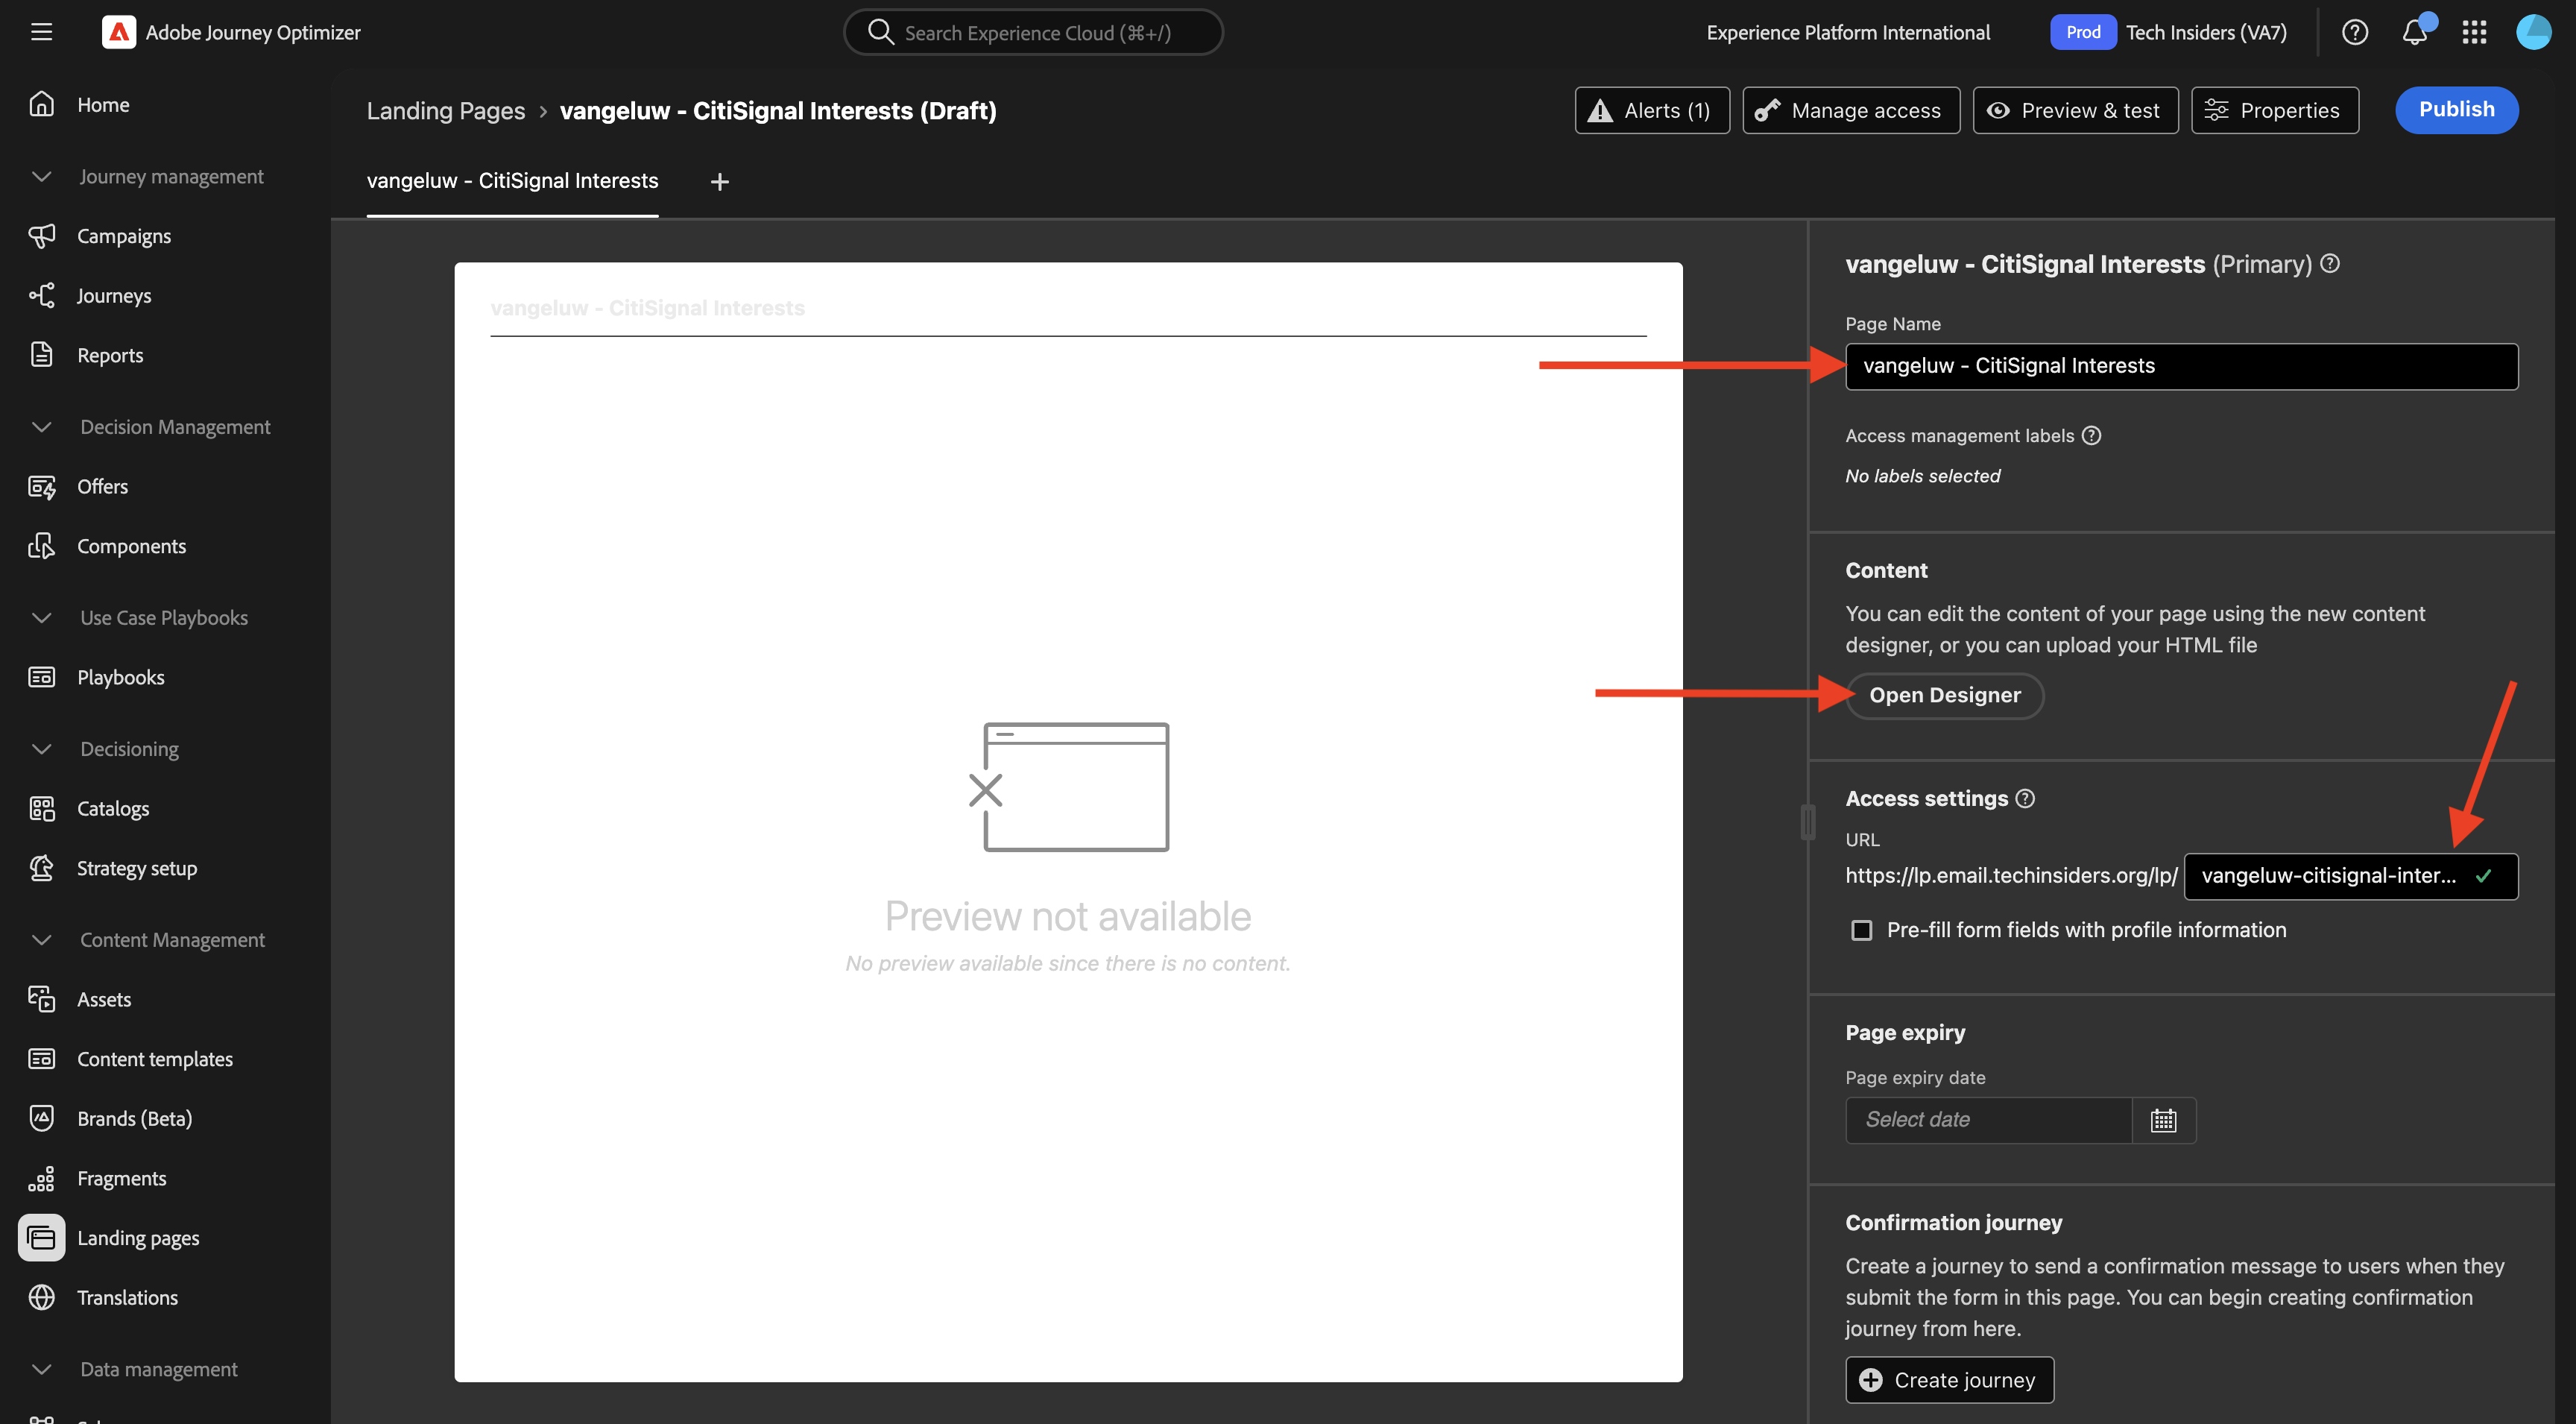 Adobe Journey Optimizer
Search Experience Cloud (⌘+/)
Experience Platform International
Prod
Tech Insiders (VA7)
Home
Journey management
Campaigns
Journeys
Reports
Decision Management
Offers
Components
Use Case Playbooks
Playbooks
Decisioning
Catalogs
Strategy setup
Content Management
Assets
Content templates
Brands (Beta)
Fragments
Landing pages
Translations
Data management
Landing Pages > vangeluw - CitiSignal Interests (Draft)
Alerts (1)
Manage access
Preview & test
Properties
Publish
vangeluw - CitiSignal Interests
vangeluw - CitiSignal Interests
Preview not available
No preview available since there is no content.
vangeluw - CitiSignal Interests (Primary)
Page Name
vangeluw - CitiSignal Interests
Access management labels
No labels selected
Content
You can edit the content of your page using the new content
designer, or you can upload your HTML file
Open Designer
Access settings
URL
https://lp.email.techinsiders.org/lp/
vangeluw-citisignal-inter...
Pre-fill form fields with profile information
Page expiry
Page expiry date
Select date
Confirmation journey
Create a journey to send a confirmation message to users when they
submit the form in this page. You can begin creating confirmation
journey from here.
Create journey